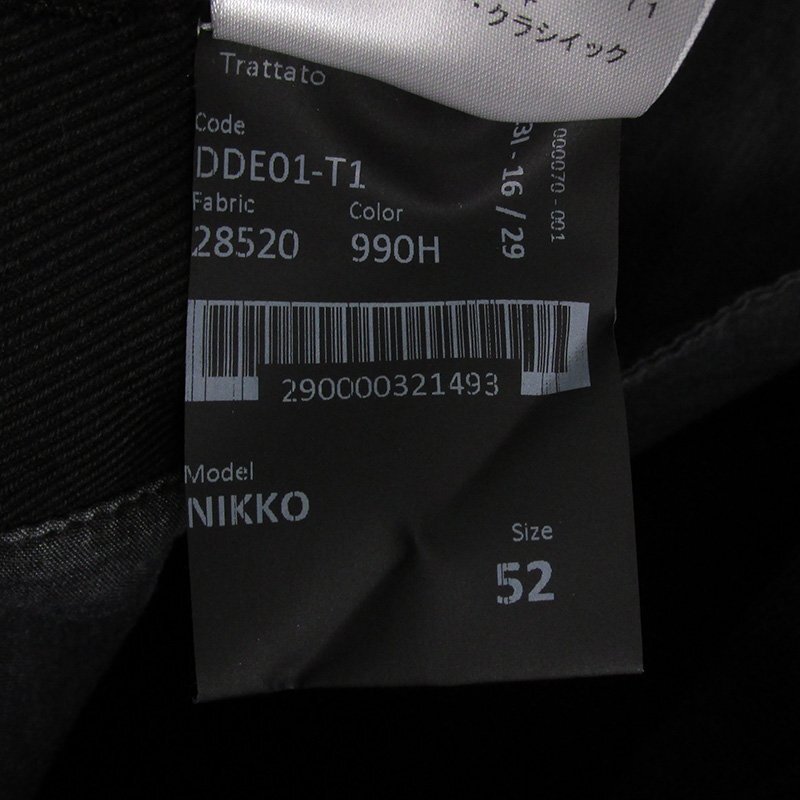 ・クラシイック
Trattato
Code
DDE01-T1
Fabric
28520
Color
990H
16 / 29
000070 - 001
290000321493
Model
NIKKO
Size
52